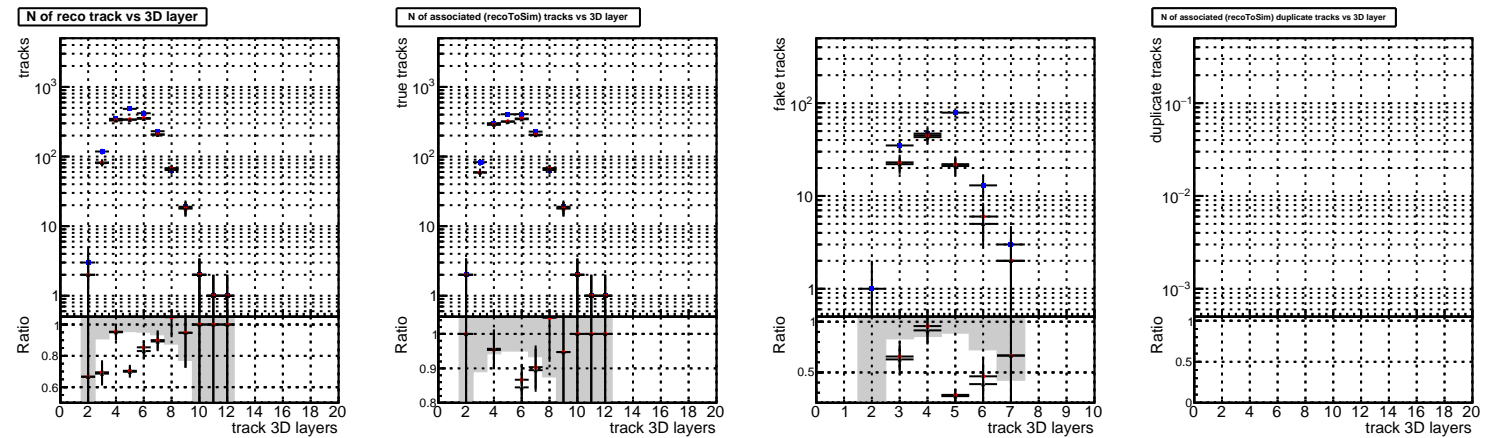 N of reco track vs 3D layer
tracks
10³
10²
10
1
Ratio
1
0.8
0.6
0 2 4 6 8 10 12 14 16 18 20
track 3D layers
N of associated (recoToSim) tracks vs 3D layer
true tracks
10³
10²
10
1
Ratio
1
0.9
0.8
0 2 4 6 8 10 12 14 16 18 20
track 3D layers
fake tracks
10²
10
1
Ratio
1
0.5
0 1 2 3 4 5 6 7 8 9 10
track 3D layers
N of associated (recoToSim) duplicate tracks vs 3D layer
duplicate tracks
10⁻¹
10⁻²
10⁻³
Ratio
1
0.5
0
0 2 4 6 8 10 12 14 16 18 20
track 3D layers